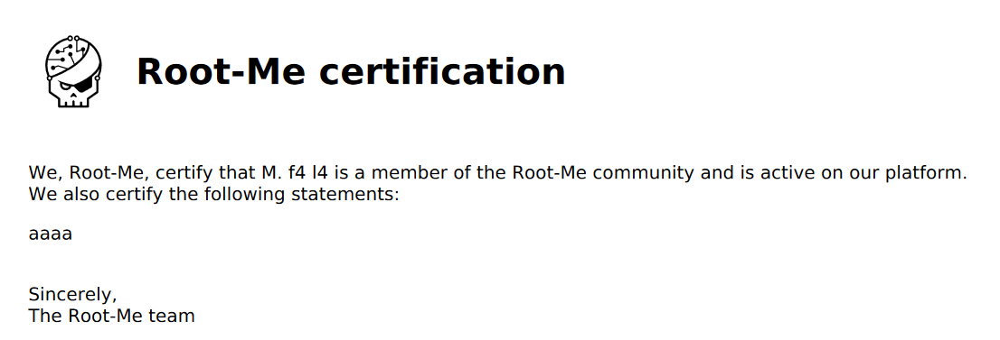 Root-Me certification
We, Root-Me, certify that M. f4 l4 is a member of the Root-Me community and is active on our platform.
We also certify the following statements:
aaaa
Sincerely,
The Root-Me team